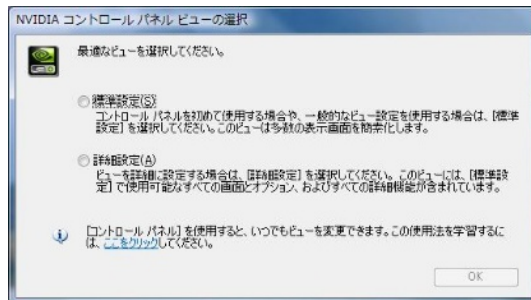 NVIDIA コントロール パネル ビューの選択
最適なビューを選択してください。
標準設定(S)
コントロール パネルを初めて使用する場合や、一般的なビュー設定を使用する場合は、[標準
設定] を選択してください。このビューは多数の表示画面を簡素化します。
詳細設定(A)
ビューを詳細に設定する場合は、[詳細設定] を選択してください。このビューには、[標準設
定] で使用可能なすべての画面とオプション、およびすべての詳細機能が含まれています。
[コントロール パネル] を使用すると、いつでもビューを変更できます。この使用法を学習するに
は、ここをクリックしてください。
OK